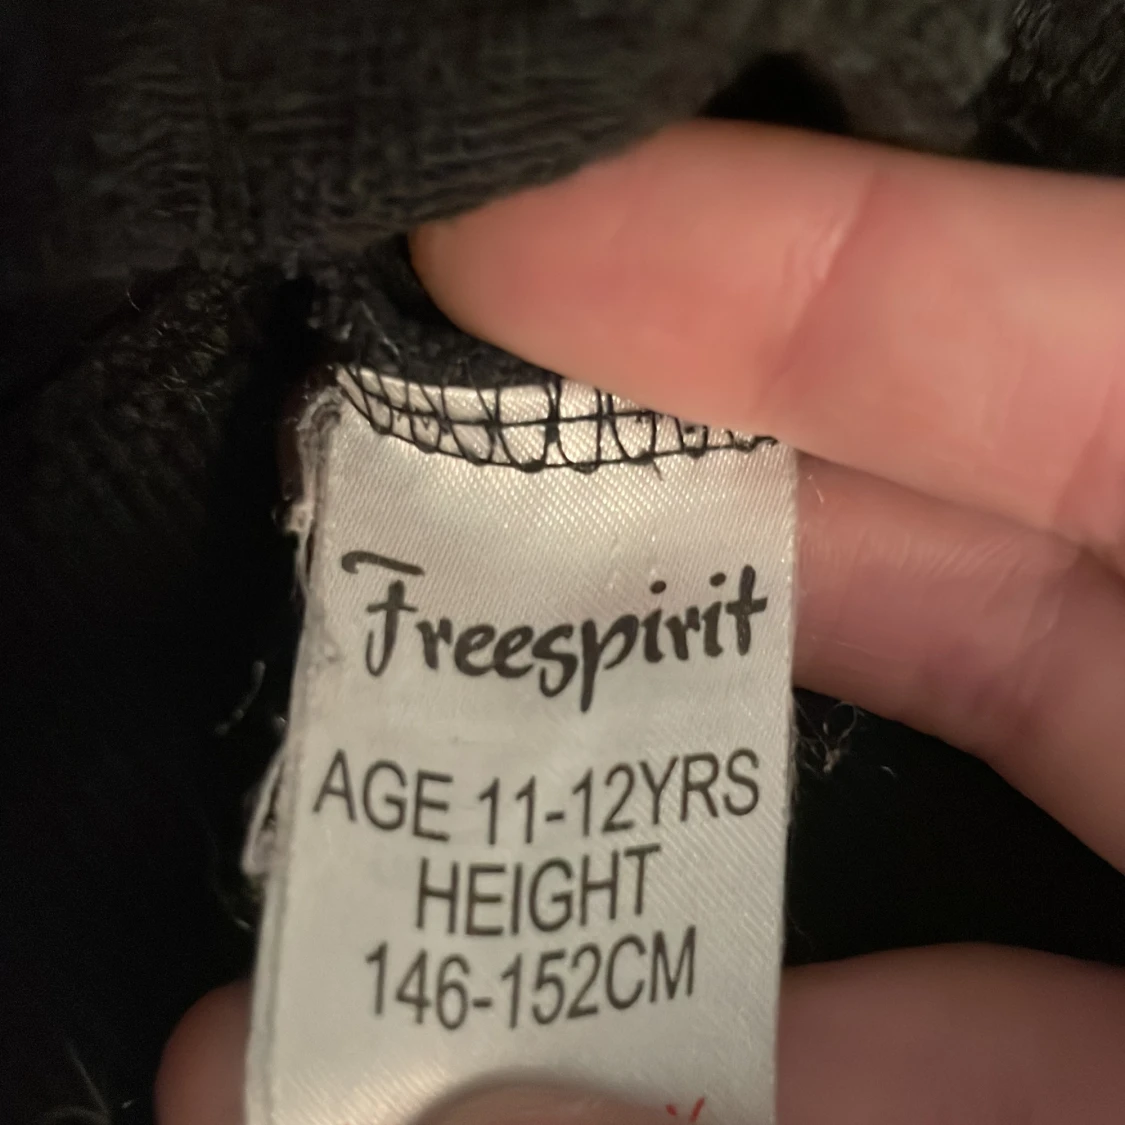 Freespirit
AGE 11-12YRS
HEIGHT
146-152CM